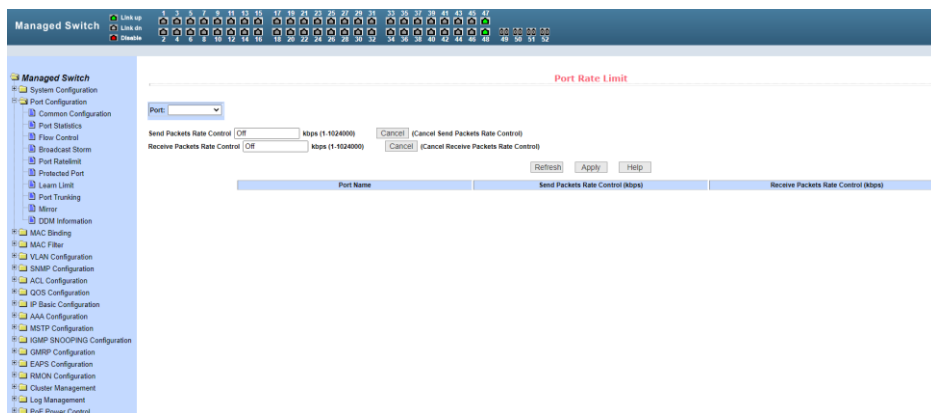 Managed Switch
Link up
Link dn
Disable
1 3 5 7 9 11 13 15 17 19 21 23 25 27 29 31 33 35 37 39 41 43 45 47
2 4 6 8 10 12 14 16 18 20 22 24 26 28 30 32 34 36 38 40 42 44 46 48 49 50 51 52
Managed Switch
System Configuration
Port Configuration
Common Configuration
Port Statistics
Flow Control
Broadcast Storm
Port Ratelimit
Protected Port
Learn Limit
Port Trunking
Mirror
DDM Information
MAC Binding
MAC Filter
VLAN Configuration
SNMP Configuration
ACL Configuration
QOS Configuration
IP Basic Configuration
AAA Configuration
MSTP Configuration
IGMP SNOOPING Configuration
GMRP Configuration
EAPS Configuration
RMON Configuration
Cluster Management
Log Management
PoE Power Control
Port Rate Limit
Port:
Send Packets Rate Control Off kbps (1-1024000) Cancel (Cancel Send Packets Rate Control)
Receive Packets Rate Control Off kbps (1-1024000) Cancel (Cancel Receive Packets Rate Control)
Refresh Apply Help
Port Name Send Packets Rate Control (kbps) Receive Packets Rate Control (kbps)